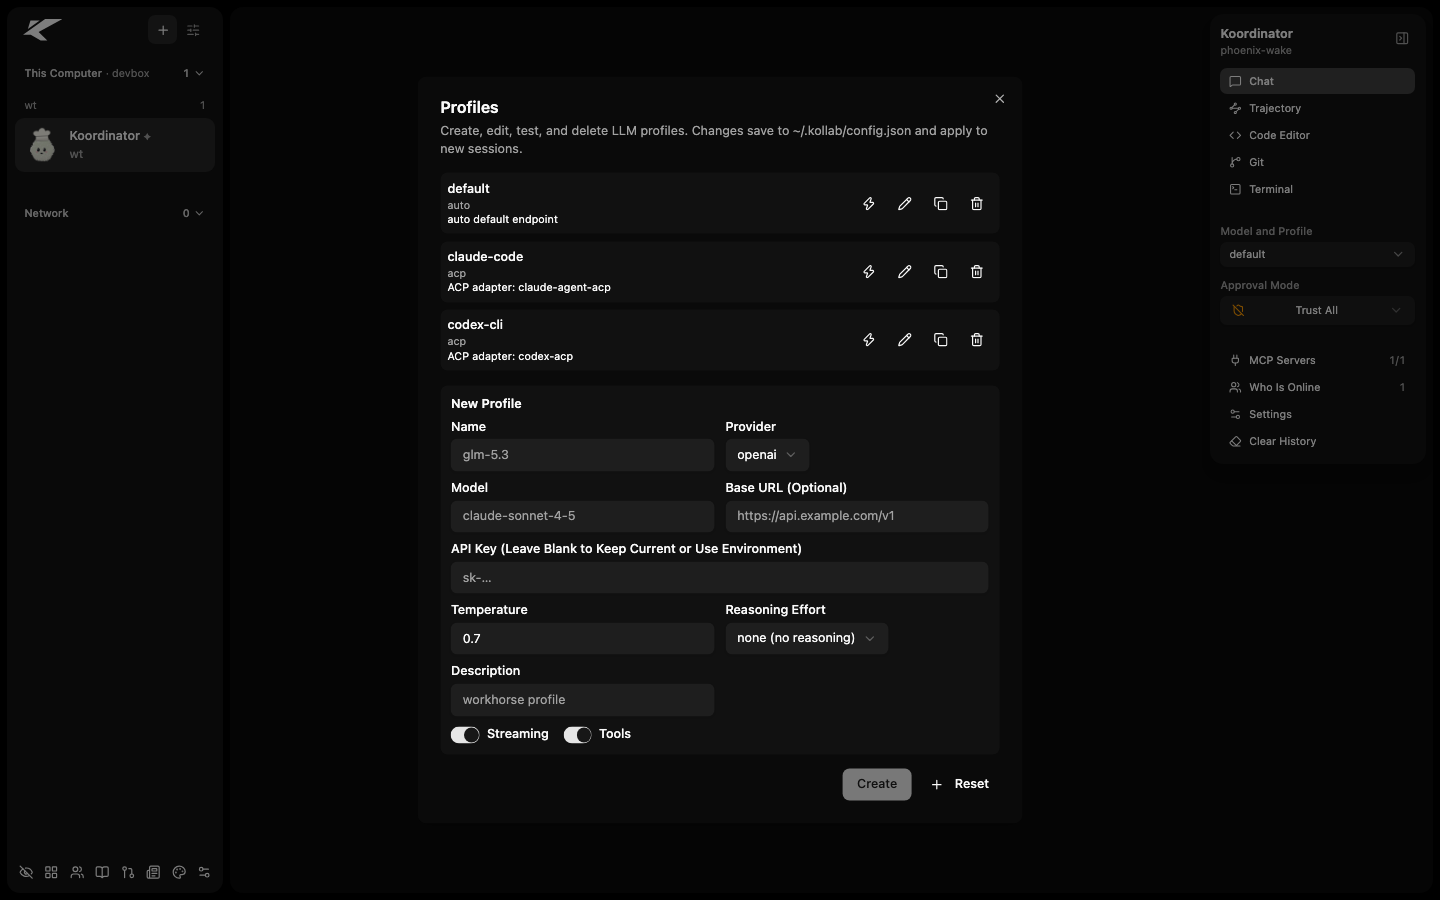 This Computer · devbox 1
wt 1
Koordinator
wt
Network 0
Profiles
Create, edit, test, and delete LLM profiles. Changes save to ~/.kollab/config.json and apply to
new sessions.
default
auto
auto default endpoint
claude-code
acp
ACP adapter: claude-agent-acp
codex-cli
acp
ACP adapter: codex-acp
New Profile
Name Provider
glm-5.3 openai
Model Base URL (Optional)
claude-sonnet-4-5 https://api.example.com/v1
API Key (Leave Blank to Keep Current or Use Environment)
sk-...
Temperature Reasoning Effort
0.7 none (no reasoning)
Description
workhorse profile
Streaming Tools
Create Reset
Koordinator
phoenix-wake
Chat
Trajectory
Code Editor
Git
Terminal
Model and Profile
default
Approval Mode
Trust All
MCP Servers 1/1
Who Is Online 1
Settings
Clear History